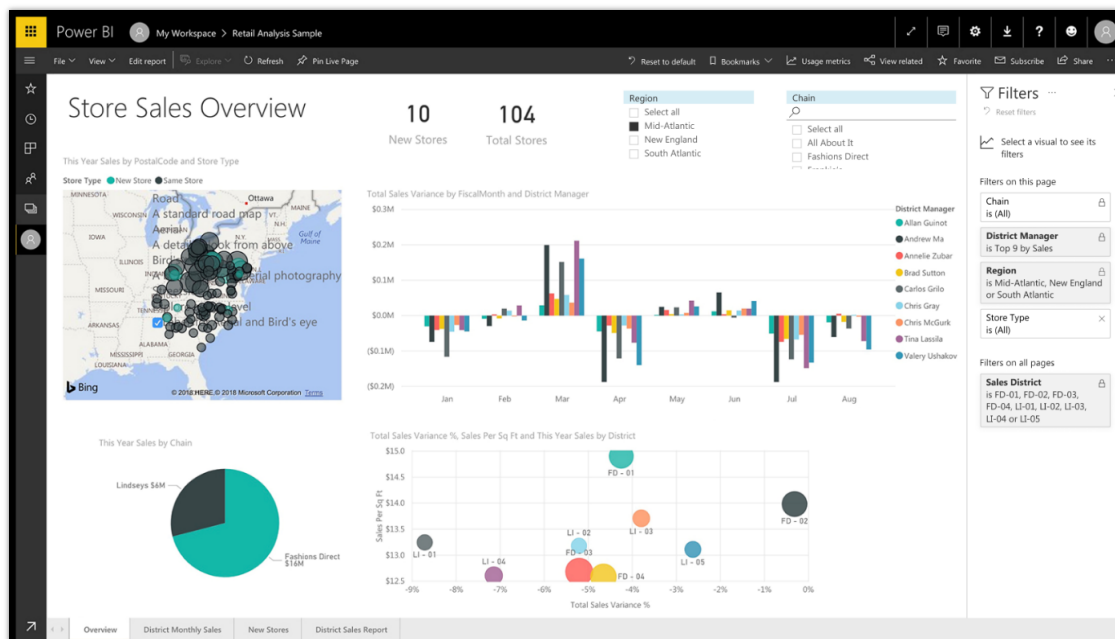 Power BI
My Workspace > Retail Analysis Sample
File View Edit report Explore Refresh Pin Live Page
Reset to default Bookmarks Usage metrics View related Favorite Subscribe Share
Store Sales Overview
10
New Stores
104
Total Stores
Region
Select all
Mid-Atlantic
New England
South Atlantic
Chain
Select all
All About It
Fashions Direct
This Year Sales by PostalCode and Store Type
Store Type New Store Same Store
MINNESOTA
WISCONSIN
Ottawa
MAINE
VT.
N.H.
N.Y.
Gulf of
Maine
IOWA
ILLINOIS
MISSOURI
ARKANSAS
MISSISSIPPI
ALABAMA
GEORGIA
LOUISIANA
Road
A standard road map
Aerial
from above
Bird's
photography
level
and Bird's eye
Bing
© 2018 HERE © 2018 Microsoft Corporation Terms
Total Sales Variance by FiscalMonth and District Manager
$0.3M
$0.2M
$0.1M
$0.0M
($0.1M)
($0.2M)
Jan Feb Mar Apr May Jun Jul Aug
District Manager
Allan Guinot
Andrew Ma
Annelie Zubar
Brad Sutton
Carlos Grilo
Chris Gray
Chris McGurk
Tina Lassila
Valery Ushakov
This Year Sales by Chain
Lindseys $6M
Fashions Direct
$16M
Total Sales Variance %, Sales Per Sq Ft and This Year Sales by District
Sales Per Sq Ft
$15.0
$14.0
$13.5
$13.0
$12.5
FD - 01
FD - 02
LI - 03
LI - 02
LI - 01
FD - 03
LI - 04
LI - 05
FD - 04
-9% -8% -7% -6% -5% -4% -3% -2% -1% 0%
Total Sales Variance %
Filters
Reset filters
Select a visual to see its
filters
Filters on this page
Chain
is (All)
District Manager
is Top 9 by Sales
Region
is Mid-Atlantic, New England
or South Atlantic
Store Type
is (All)
Filters on all pages
Sales District
is FD-01, FD-02, FD-03,
FD-04, LI-01, LI-02, LI-03,
LI-04 or LI-05
Overview District Monthly Sales New Stores District Sales Report